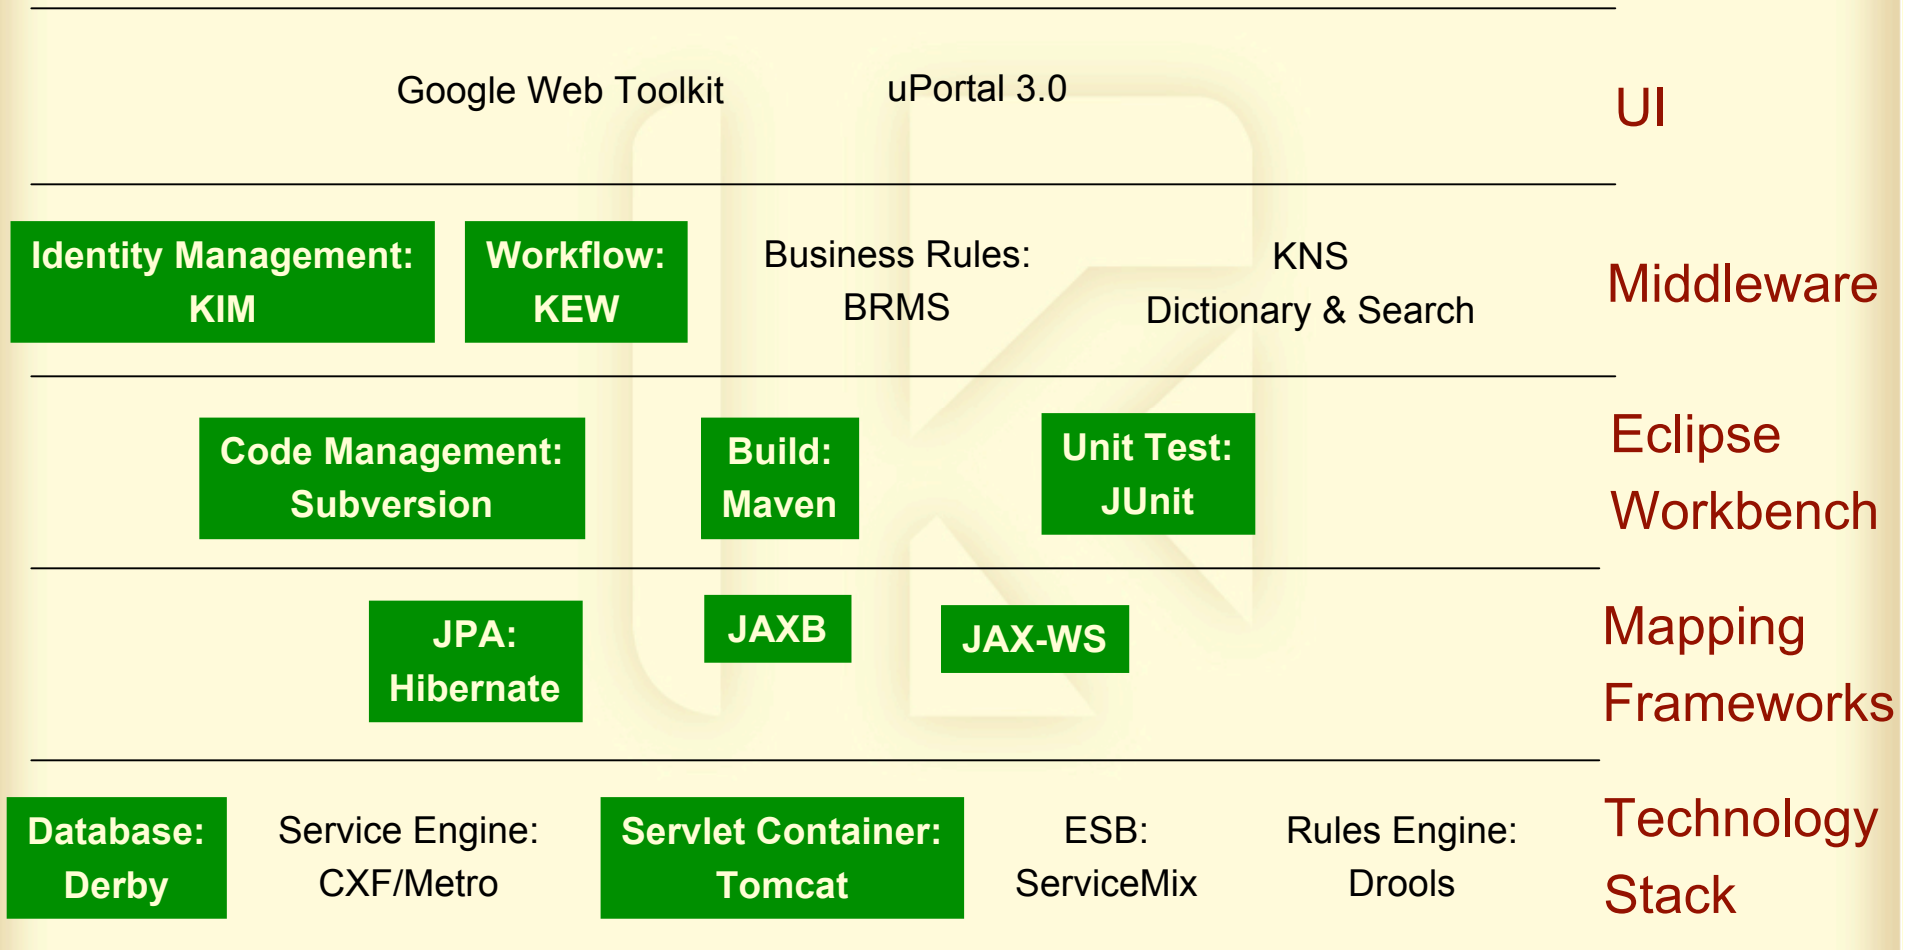 Google Web Toolkit
uPortal 3.0
UI
Identity Management:
KIM
Workflow:
KEW
Business Rules:
BRMS
KNS
Dictionary & Search
Middleware
Code Management:
Subversion
Build:
Maven
Unit Test:
JUnit
Eclipse
Workbench
JPA:
Hibernate
JAXB
JAX-WS
Mapping
Frameworks
Database:
Derby
Service Engine:
CXF/Metro
Servlet Container:
Tomcat
ESB:
ServiceMix
Rules Engine:
Drools
Technology
Stack